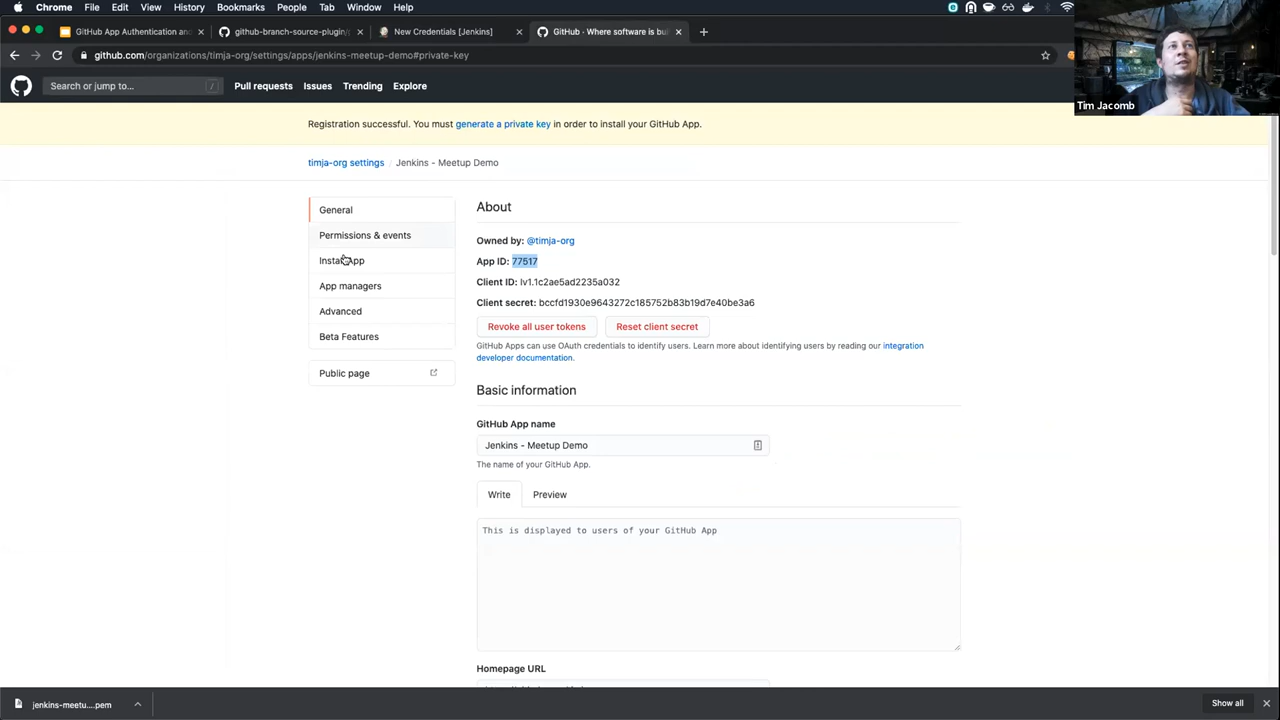 Chrome File Edit View History Bookmarks People Tab Window Help
GitHub App Authentication and
github-branch-source-plugin/
New Credentials [Jenkins]
GitHub · Where software is bu
github.com/organizations/timja-org/settings/apps/jenkins-meetup-demo#private-key
Search or jump to... /
Pull requests Issues Trending Explore
Tim Jacomb
Registration successful. You must generate a private key in order to install your GitHub App.
timja-org settings / Jenkins - Meetup Demo
General
Permissions & events
Install App
App managers
Advanced
Beta Features
Public page
About
Owned by: @timja-org
App ID: 77517
Client ID: Iv1.1c2ae5ad2235a032
Client secret: bccfd1930e9643272c185752b83b19d7e40be3a6
Revoke all user tokens Reset client secret
GitHub Apps can use OAuth credentials to identify users. Learn more about identifying users by reading our integration
developer documentation.
Basic information
GitHub App name
Jenkins - Meetup Demo
The name of your GitHub App.
Write Preview
This is displayed to users of your GitHub App
Homepage URL
jenkins-meetu....pem
Show all